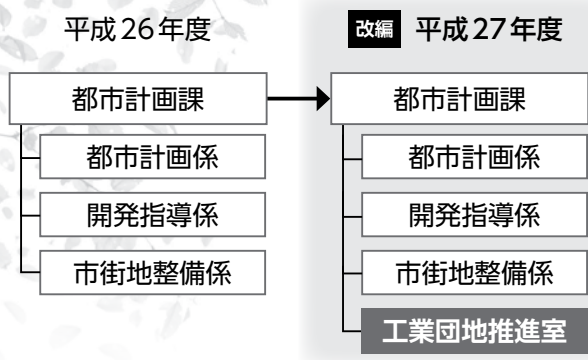 平成26年度
都市計画課
都市計画係
開発指導係
市街地整備係
改編 平成27年度
都市計画課
都市計画係
開発指導係
市街地整備係
工業団地推進室